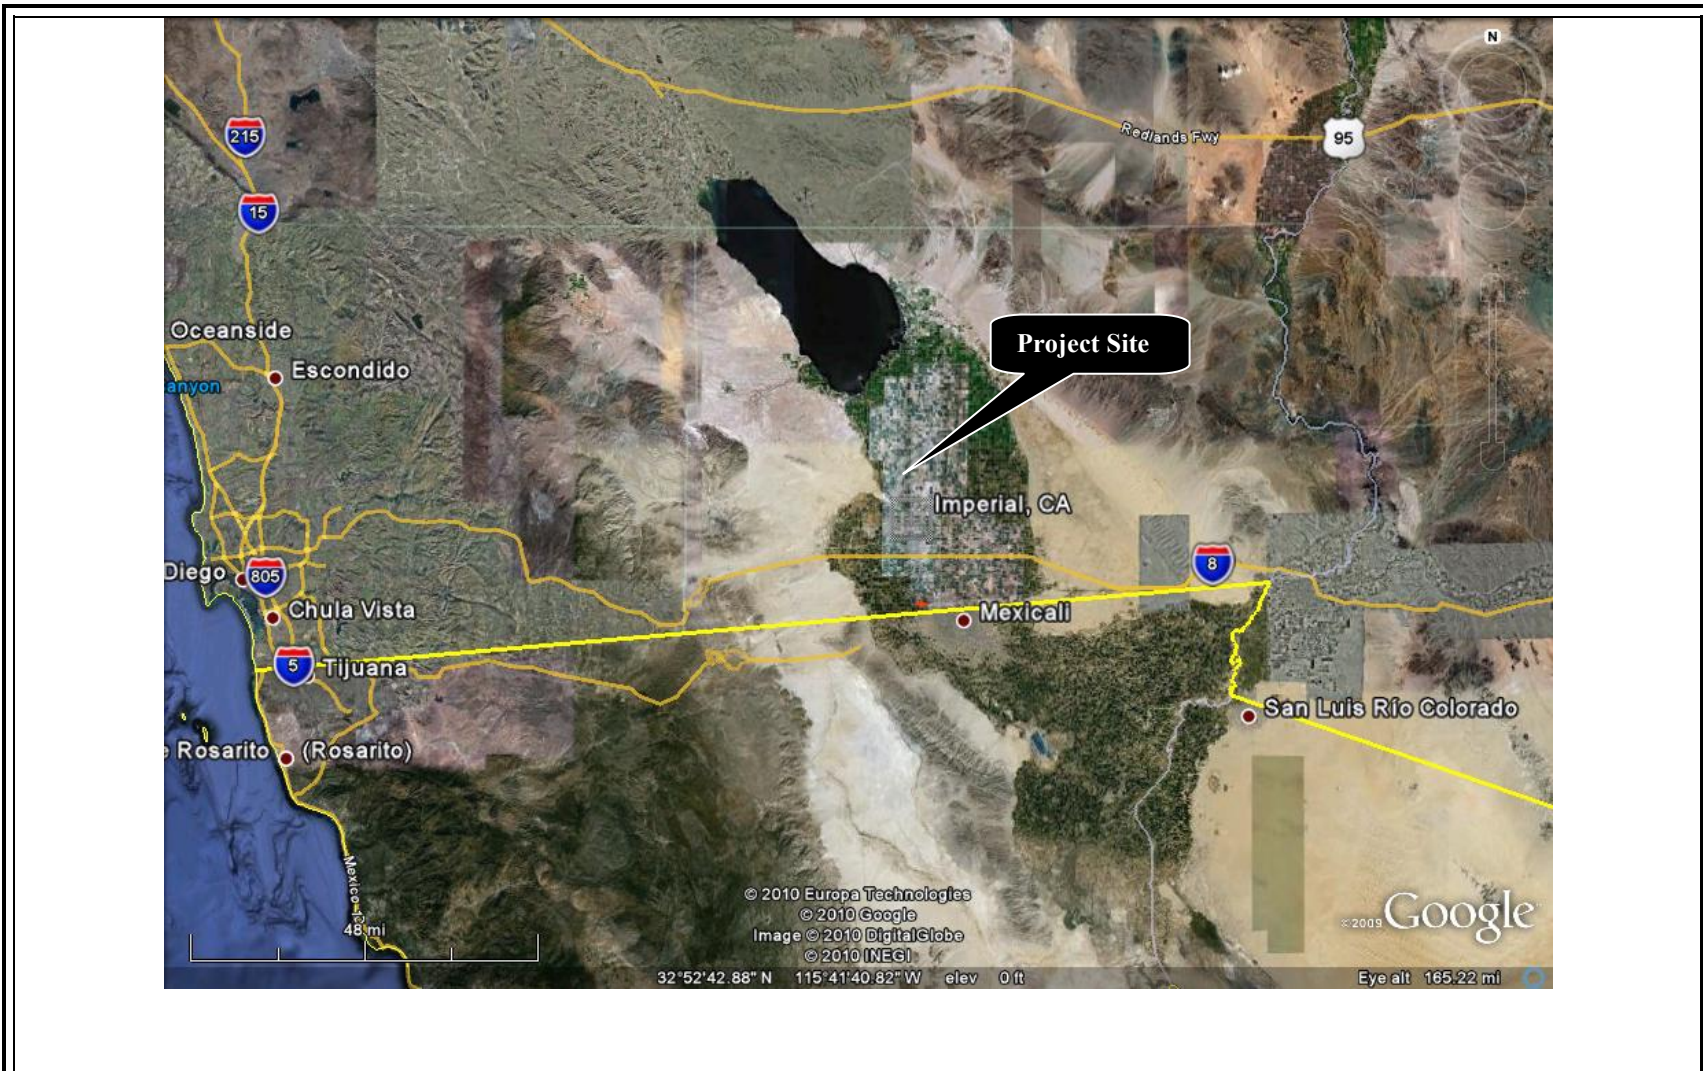 N
215
Redlands Fwy
95
15
Oceanside
Project Site
Escondido
anyon
Imperial, CA
Diego
805
8
Chula Vista
Mexicali
5
Tijuana
San Luis Río Colorado
e Rosarito
(Rosarito)
© 2010 Europa Technologies
© 2010 Google
Image © 2010 DigitalGlobe
© 2010 INEGI
©2009 Google
48 mi
32°52'42.88" N 115°41'40.82" W elev 0 ft
Eye alt 165.22 mi